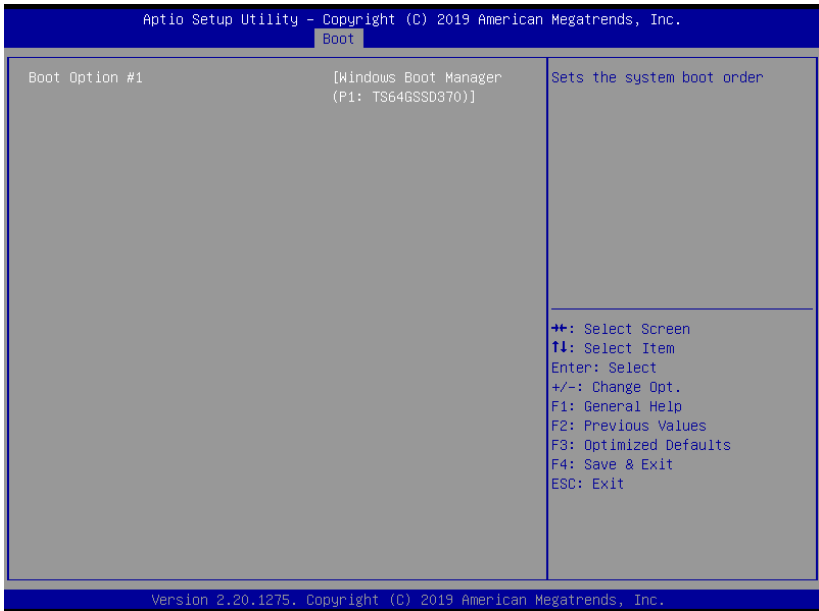 Aptio Setup Utility – Copyright (C) 2019 American Megatrends, Inc.
Boot
Boot Option #1 [Windows Boot Manager
(P1: TS64GSSD370)]
Sets the system boot order
→←: Select Screen
↑↓: Select Item
Enter: Select
+/-: Change Opt.
F1: General Help
F2: Previous Values
F3: Optimized Defaults
F4: Save & Exit
ESC: Exit
Version 2.20.1275. Copyright (C) 2019 American Megatrends, Inc.